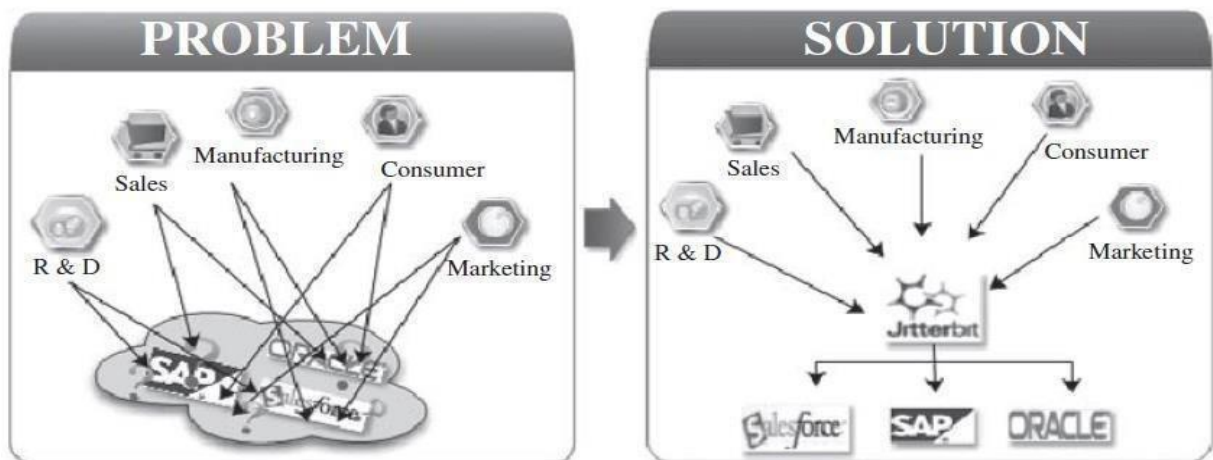 PROBLEM
Manufacturing
Consumer
Sales
R & D
Marketing
ORACLE
SAP
Salesforce
SOLUTION
Manufacturing
Consumer
Sales
R & D
Marketing
Jitterbit
Salesforce
SAP
ORACLE